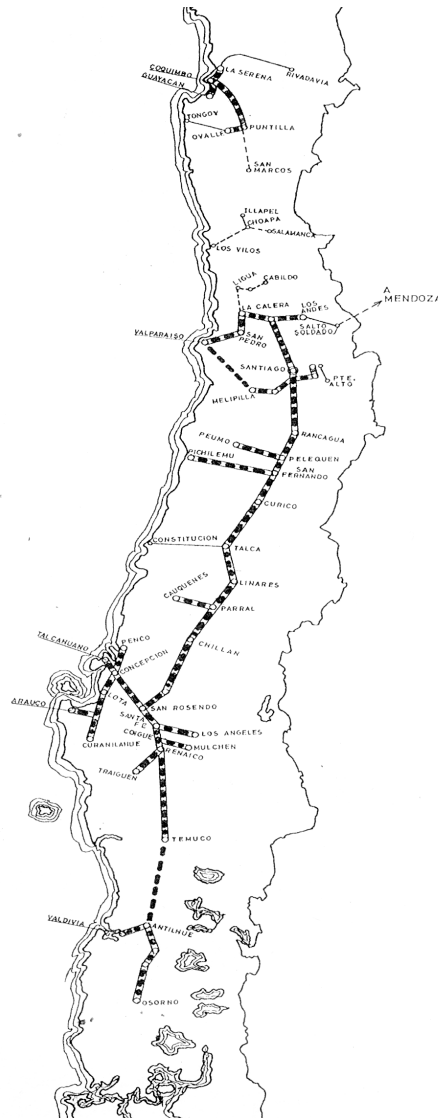 COQUIMBO
GUAYACAN
LA SERENA
RIVADAVIA
TONGOY
OVALLE
PUNTILLA
SAN
MARCOS
ILLAPEL
CHOAPA
SALAMANCA
LOS VILOS
LIGUA
CABILDO
A
MENDOZA
LA CALERA
LOS
ANDES
SALTO
SOLDADO
VALPARAISO
SAN
PEDRO
SANTIAGO
PTE.
ALTO
MELIPILLA
RANCAGUA
PEUMO
PELEQUEN
PICHILEMU
SAN
FERNANDO
CURICO
CONSTITUCION
TALCA
LINARES
CAUQUENES
PARRAL
CHILLAN
TALCAHUANO
PENCO
CONCEPCION
ARAUCO
LOTA
SAN ROSENDO
SANTA
FE
LOS ANGELES
COIGUE
MULCHEN
CURANILAHUE
RENAICO
TRAIGUEN
TEMUCO
VALDIVIA
ANTILHUE
OSORNO